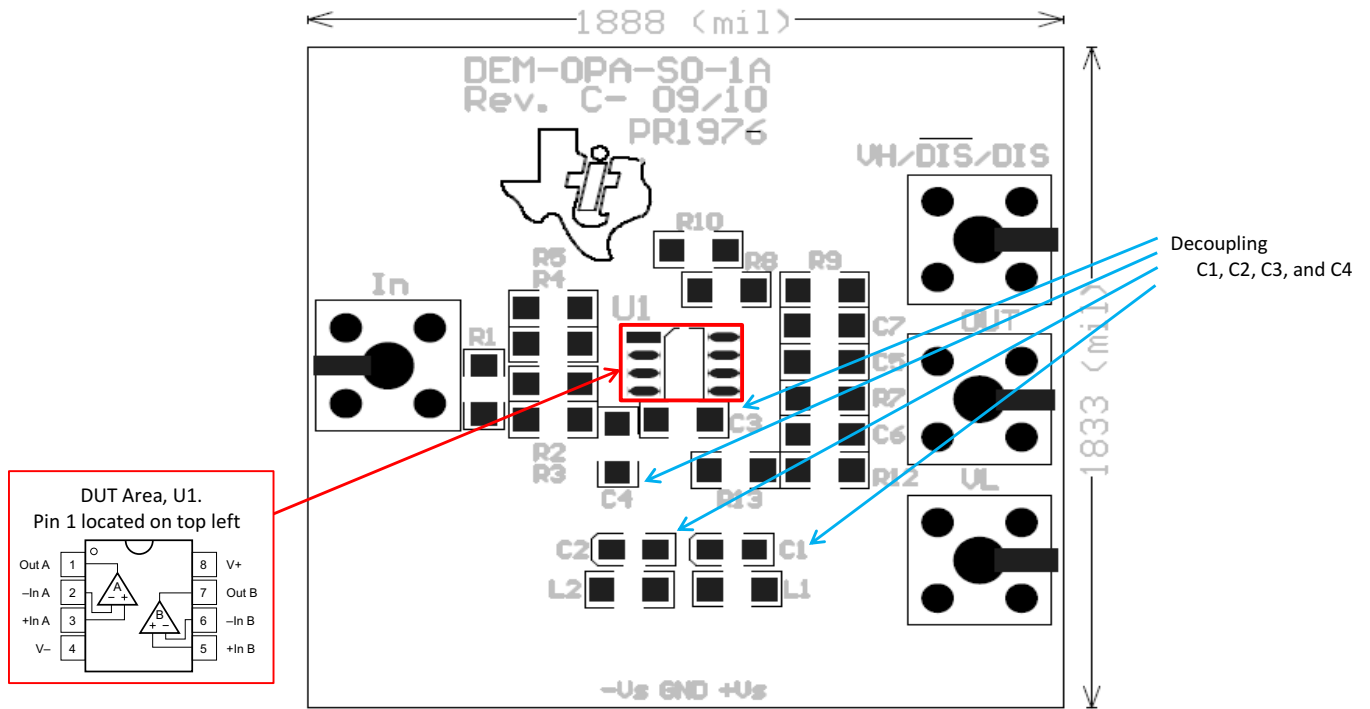 1888 (mil)
DEM-OPA-SO-1A
Rev. C- 09/10
PR1976
VH/DIS/DIS
Decoupling
C1, C2, C3, and C4
R10
R5
R4
R8
R9
In
U1
OUT
R1
C7
C5
R7
C3
C6
R2
R3
R12
VL
C4
R13
1833 (mil)
DUT Area, U1.
Pin 1 located on top left
Out A 1 8 V+
A
–In A 2 – + 7 Out B
B
+In A 3 + – 6 –In B
V– 4 5 +In B
C2
C1
L2
L1
-Vs GND +Vs